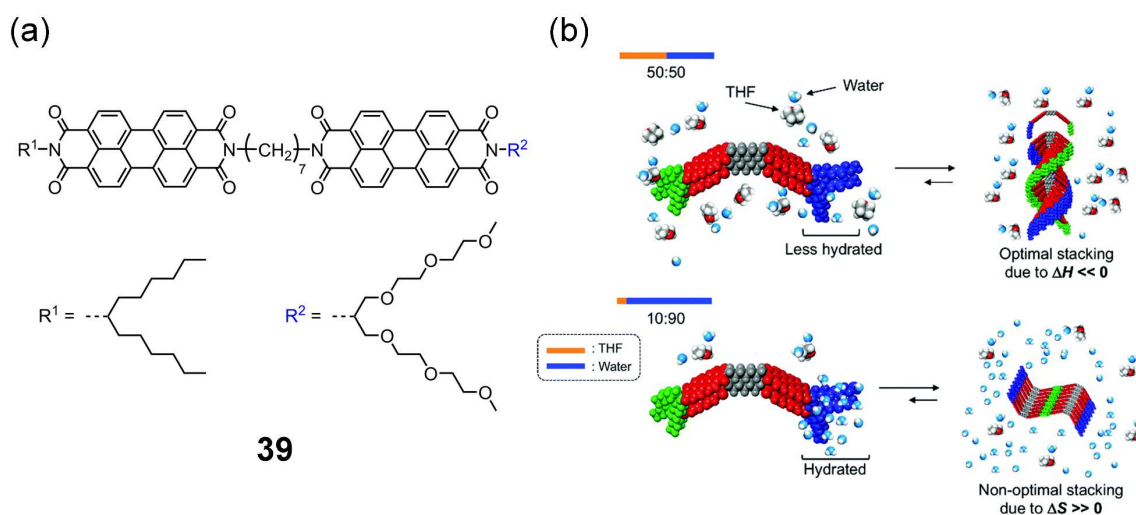 (a)
O
O
O
O
R¹-N
N
(CH₂)
7
N
N-R²
O
O
O
O
R¹ =
R² =
O
O
O
O
O
O
39
(b)
50:50
THF
Water
Less hydrated
Optimal stacking
due to ΔH << 0
10:90
: THF
: Water
Hydrated
Non-optimal stacking
due to ΔS >> 0